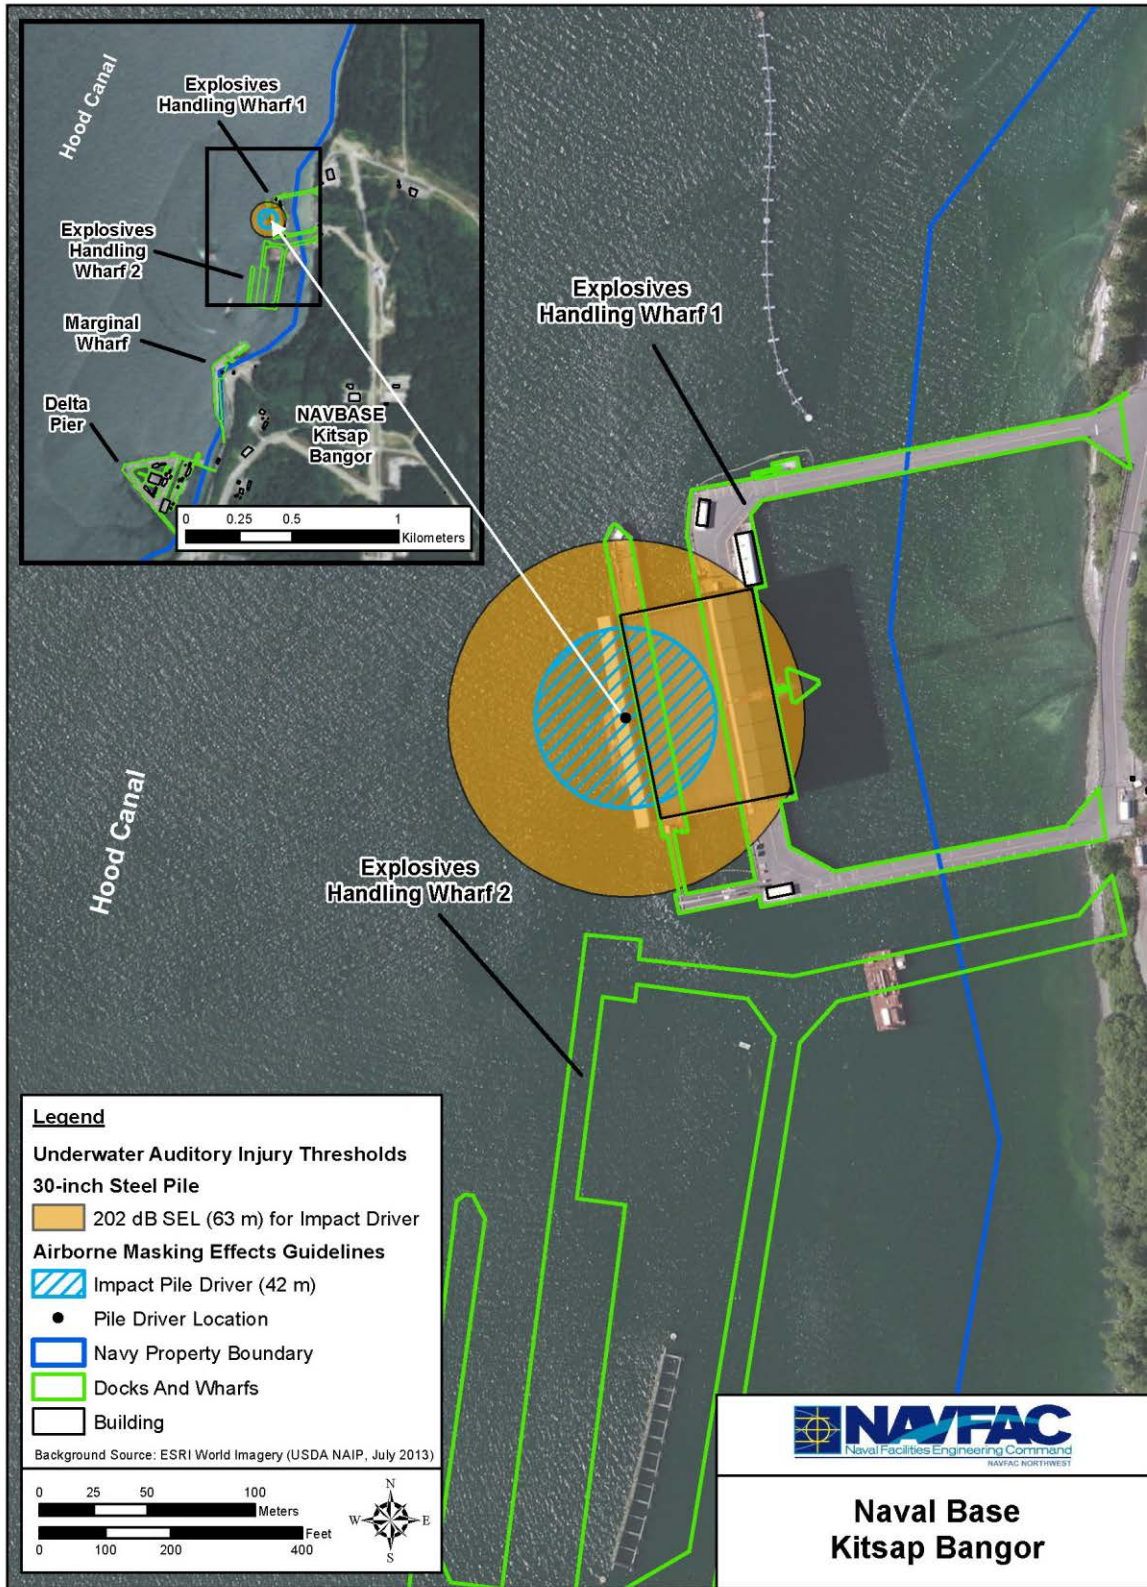 Hood Canal
Explosives
Handling Wharf 1
Explosives
Handling
Wharf 2
Marginal
Wharf
Delta
Pier
NAVBASE
Kitsap
Bangor
0 0.25 0.5 1
Kilometers
Explosives
Handling Wharf 1
Hood Canal
Explosives
Handling Wharf 2
Legend
Underwater Auditory Injury Thresholds
30-inch Steel Pile
202 dB SEL (63 m) for Impact Driver
Airborne Masking Effects Guidelines
Impact Pile Driver (42 m)
Pile Driver Location
Navy Property Boundary
Docks And Wharfs
Building
Background Source: ESRI World Imagery (USDA NAIP, July 2013)
0 25 50 100
Meters
Feet
0 100 200 400
N
W E
S
NAVFAC
Naval Facilities Engineering Command
NAVFAC NORTHWEST
Naval Base
Kitsap Bangor